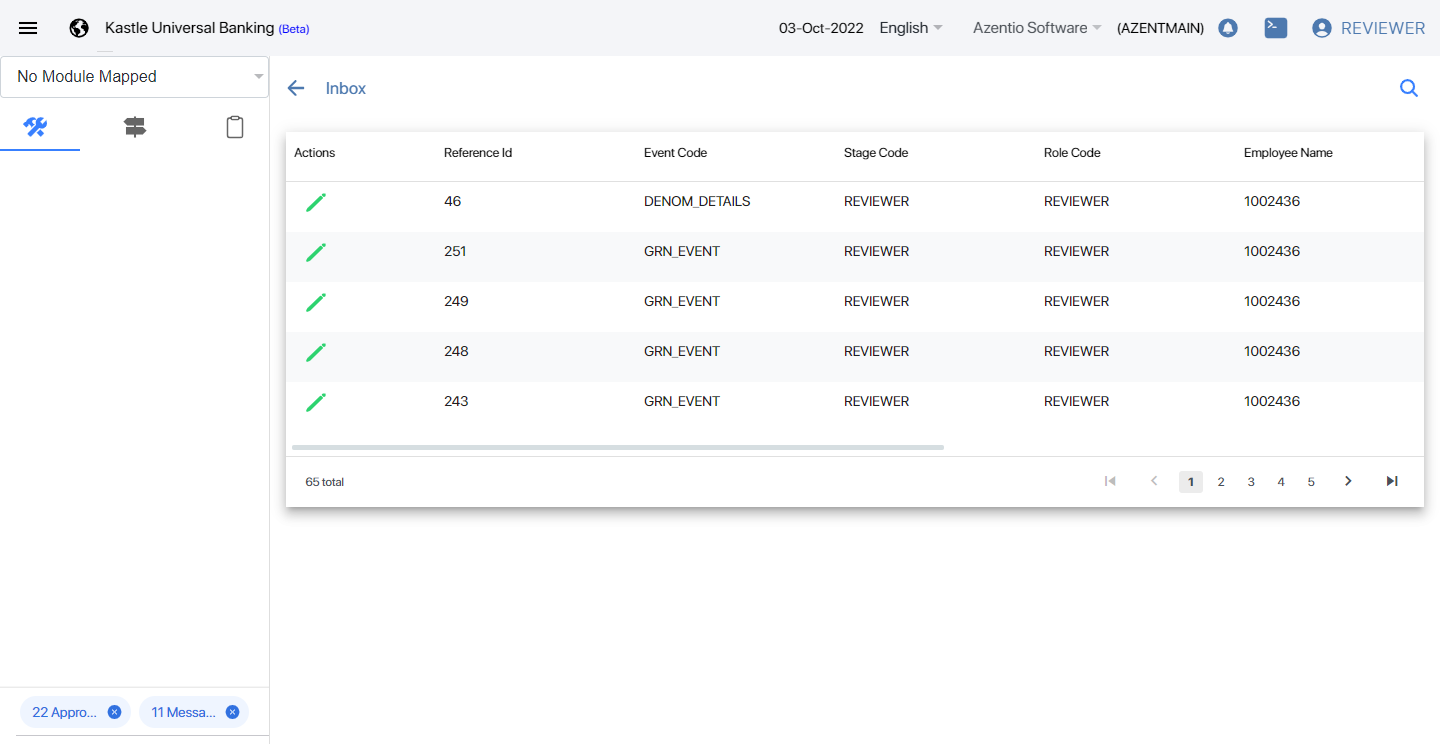 Kastle Universal Banking (Beta) 03-Oct-2022 English Azentio Software (AZENTMAIN) REVIEWER
No Module Mapped
Inbox
Actions Reference Id Event Code Stage Code Role Code Employee Name
46 DENOM_DETAILS REVIEWER REVIEWER 1002436
251 GRN_EVENT REVIEWER REVIEWER 1002436
249 GRN_EVENT REVIEWER REVIEWER 1002436
248 GRN_EVENT REVIEWER REVIEWER 1002436
243 GRN_EVENT REVIEWER REVIEWER 1002436
65 total 1 2 3 4 5
22 Appro... 11 Messa...